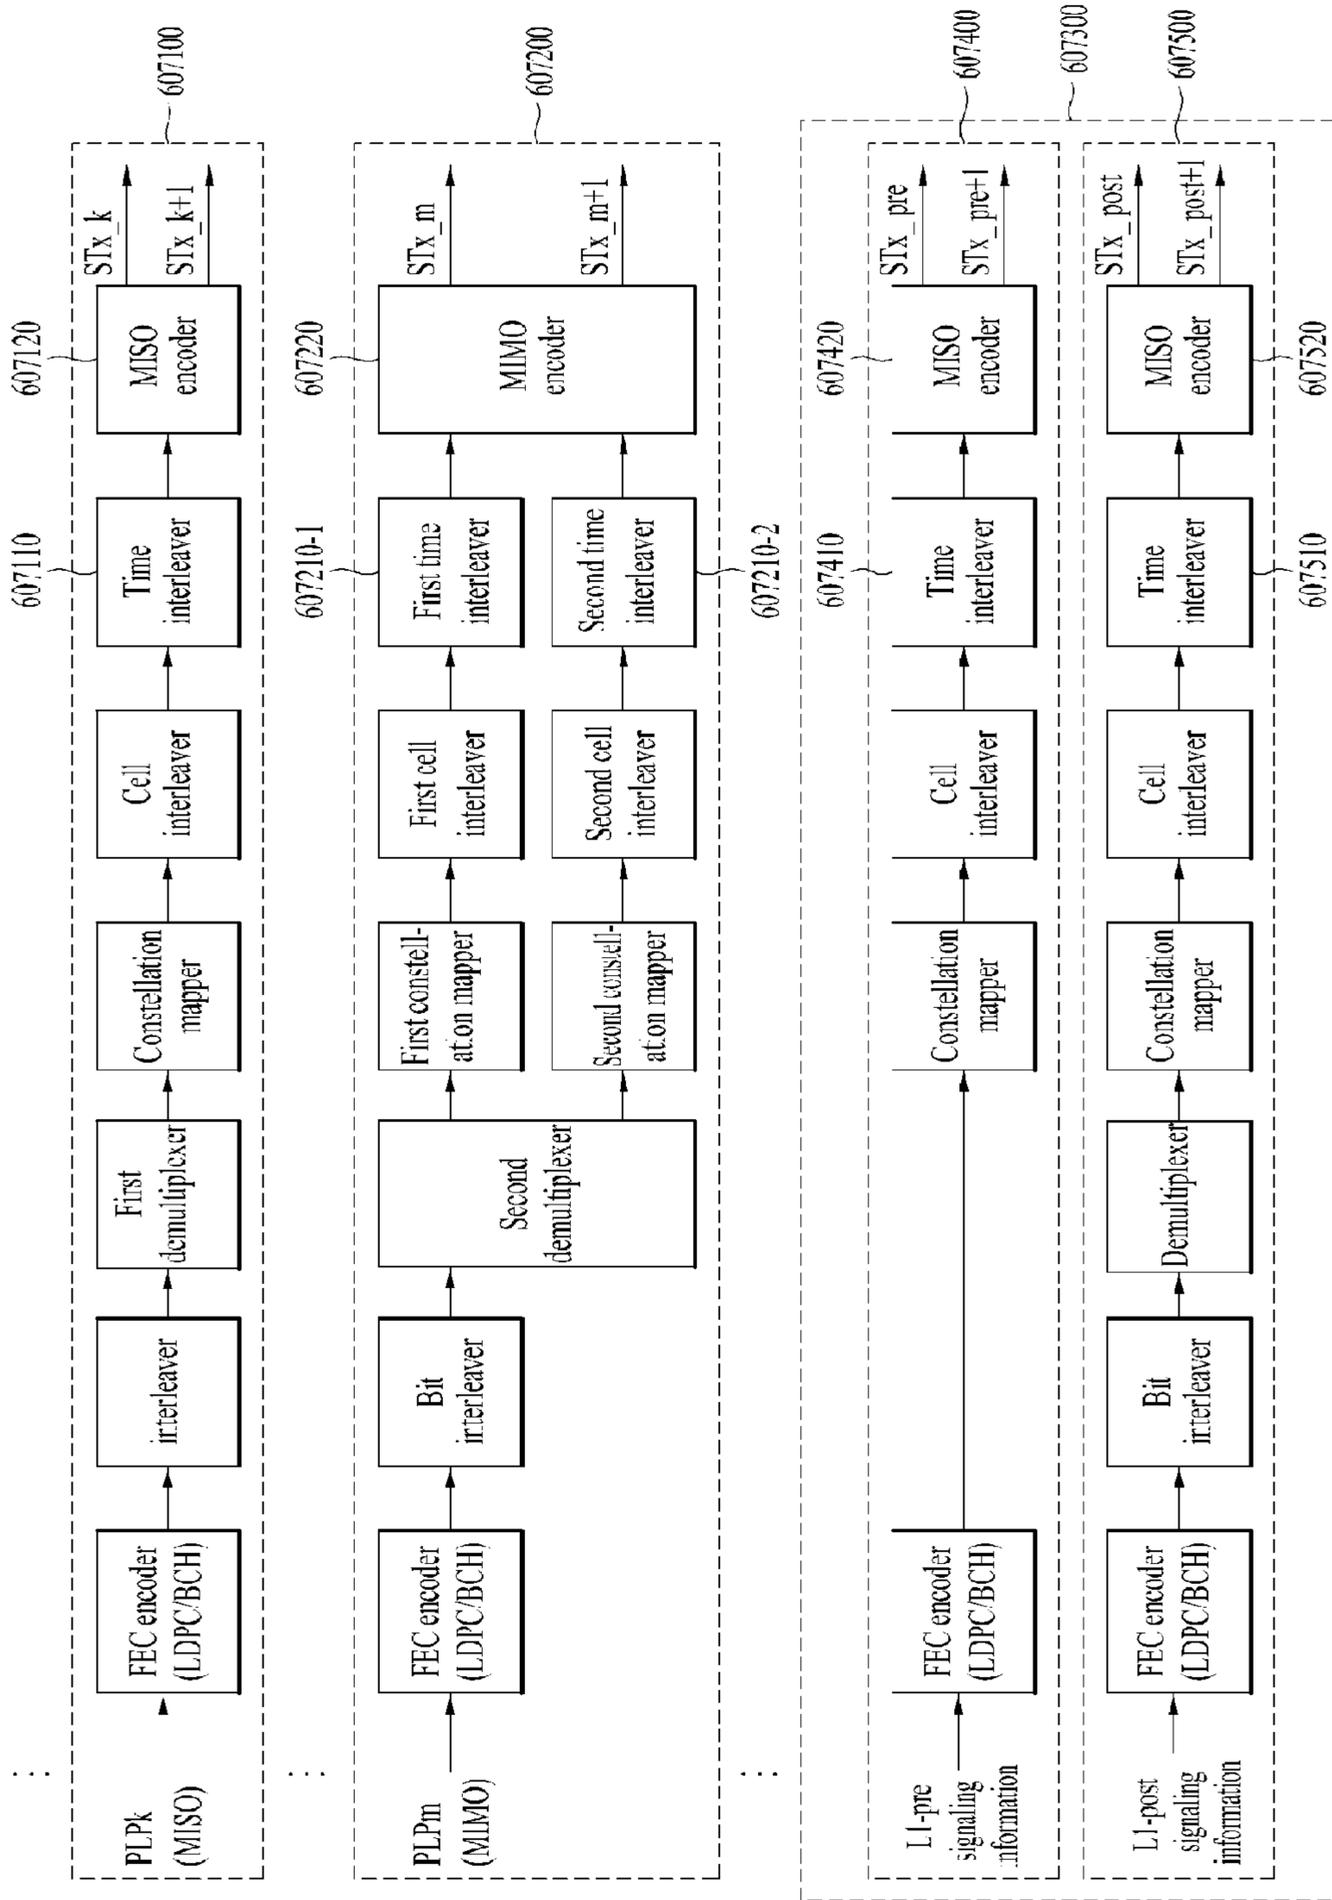 ⋮
607110
607120
607100
PLPk
(MISO)
FEC encoder
(LDPC/BCH)
interleaver
First
demultiplexer
Constellation
mapper
Cell
interleaver
Time
interleaver
MISO
encoder
STx_k
STx_k+1
⋮
607210-1
607220
607200
PLPm
(MIMO)
FEC encoder
(LDPC/BCH)
Bit
interleaver
Second
demultiplexer
First constell-
ation mapper
First cell
interleaver
First time
interleaver
MIMO
encoder
STx_m
Second constell-
ation mapper
Second cell
interleaver
Second time
interleaver
STx_m+1
607210-2
⋮
607410
607420
607400
607300
L1-pre
signaling
information
FEC encoder
(LDPC/BCH)
Constellation
mapper
Cell
interleaver
Time
interleaver
MISO
encoder
STx_pre
STx_pre+1
607500
L1-post
signaling
information
FEC encoder
(LDPC/BCH)
Bit
interleaver
Demultiplexer
Constellation
mapper
Cell
interleaver
Time
interleaver
MISO
encoder
STx_post
STx_post+1
607510
607520